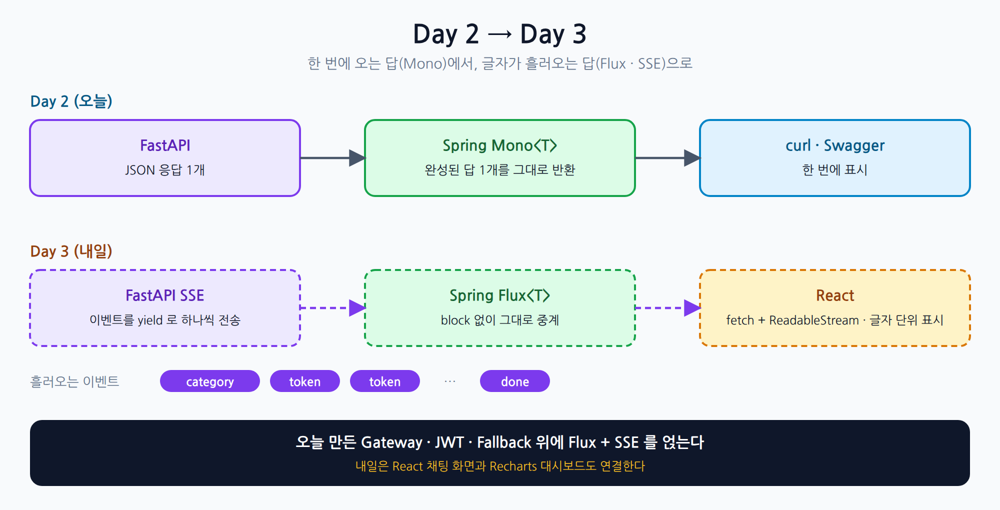 Day 2 → Day 3
한 번에 오는 답(Mono)에서, 글자가 흘러오는 답(Flux · SSE)으로
Day 2 (오늘)
FastAPI
JSON 응답 1개
Spring Mono<T>
완성된 답 1개를 그대로 반환
curl · Swagger
한 번에 표시
Day 3 (내일)
FastAPI SSE
이벤트를 yield 로 하나씩 전송
Spring Flux<T>
block 없이 그대로 중계
React
fetch + ReadableStream · 글자 단위 표시
흘러오는 이벤트
category
token
token
···
done
오늘 만든 Gateway · JWT · Fallback 위에 Flux + SSE 를 얹는다
내일은 React 채팅 화면과 Recharts 대시보드도 연결한다